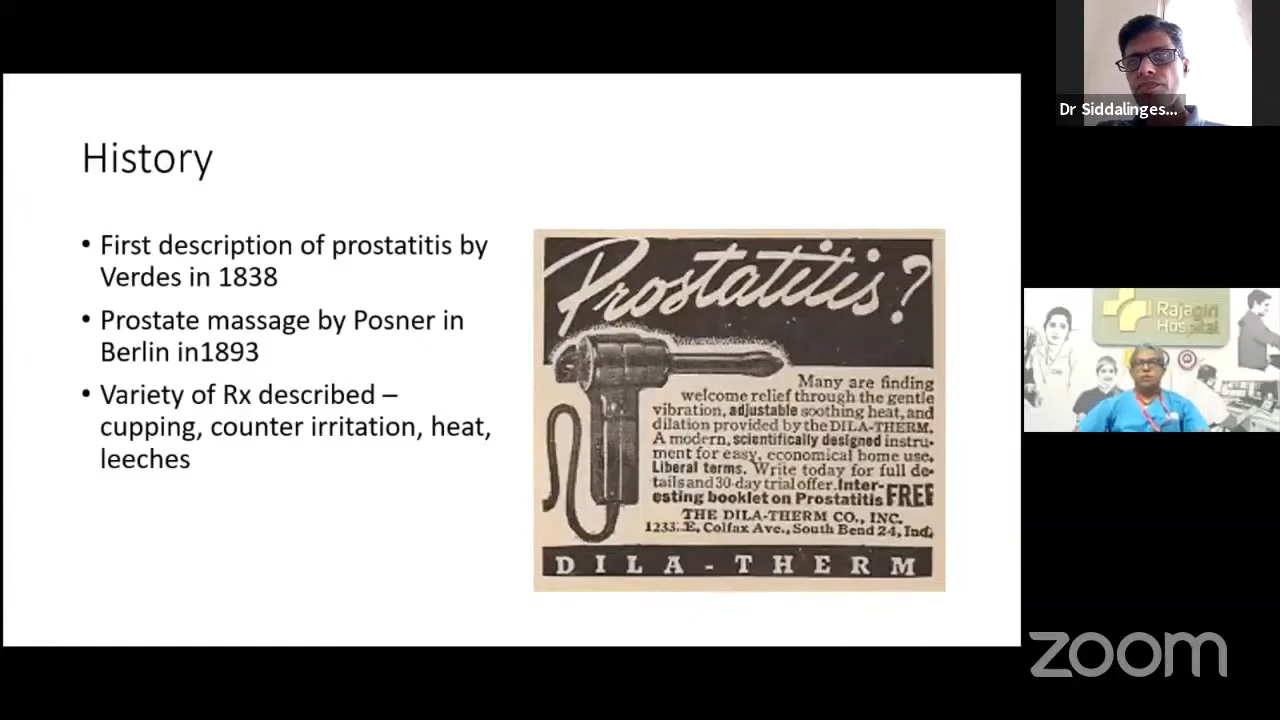 History
• First description of prostatitis by
Verdes in 1838
• Prostate massage by Posner in
Berlin in1893
• Variety of Rx described –
cupping, counter irritation, heat,
leeches
Prostatitis?
Many are finding
welcome relief through the gentle
vibration, adjustable soothing heat, and
dilation provided by the DILA-THERM.
A modern, scientifically designed instru-
ment for easy, economical home use.
Liberal terms. Write today for full de-
tails and 30-day trial offer. Inter-
esting booklet on Prostatitis FREE
THE DILA-THERM CO., INC.
1233 E. Colfax Ave., South Bend 24, Ind.
DILA-THERM
Dr Siddalinges...
Rajagiri
Hospital
zoom